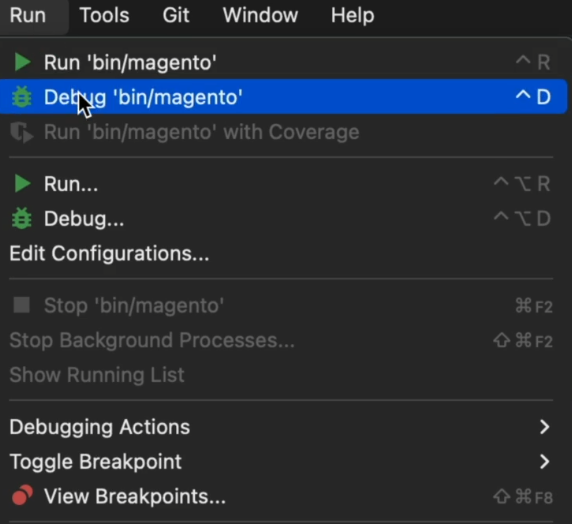 Run Tools Git Window Help
Run 'bin/magento' ⌃ R
Debug 'bin/magento' ⌃ D
Run 'bin/magento' with Coverage
Run... ⌃⌥ R
Debug... ⌃⌥ D
Edit Configurations...
Stop 'bin/magento' ⌘F2
Stop Background Processes... ⇧⌘F2
Show Running List
Debugging Actions
Toggle Breakpoint
View Breakpoints... ⇧⌘F8